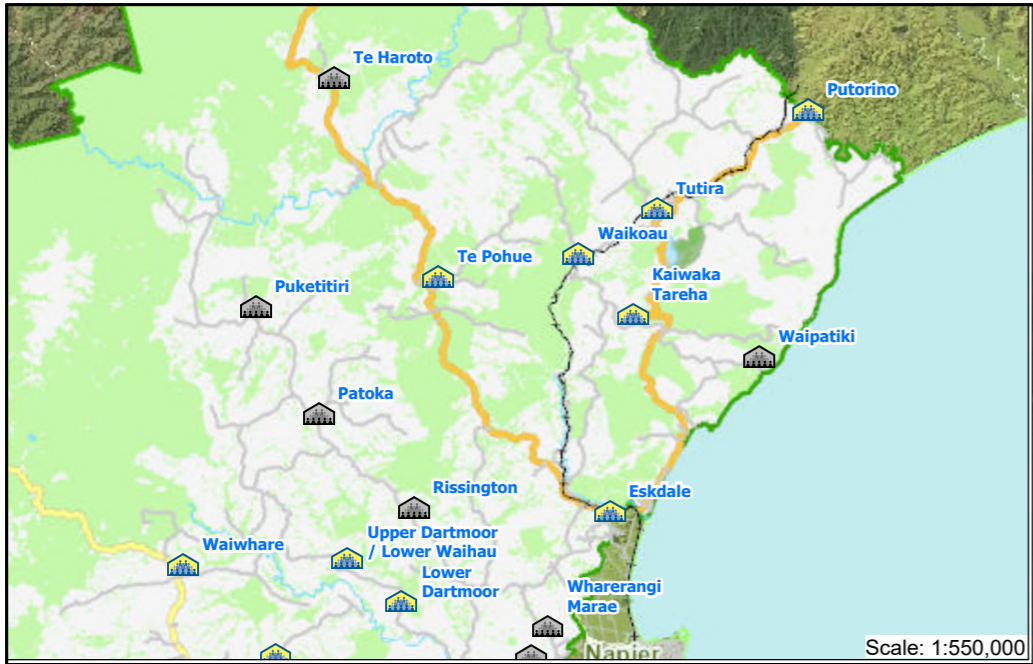 Te Haroto
Putorino
Tutira
Waikoau
Te Pohue
Kaiwaka
Tareha
Puketitiri
Waipatiki
Patoka
Rissington
Eskdale
Upper Dartmoor
/ Lower Waihau
Waiwhare
Lower
Dartmoor
Wharerangi
Marae
Napier
Scale: 1:550,000